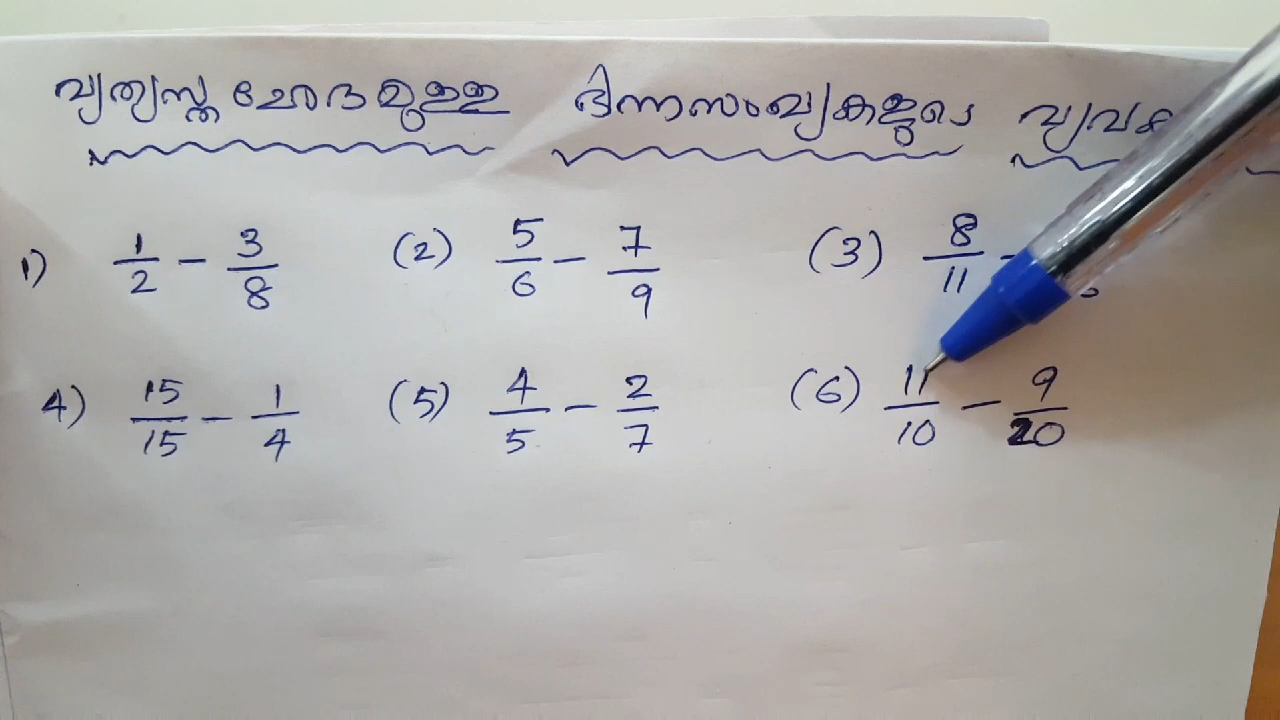 വ്യത്യസ്ത ഛേദമുള്ള ഭിന്നസംഖ്യകളുടെ
1) 1/2 - 3/8 (2) 5/6 - 7/9 (3) 8/11 -
4) 15/15 - 1/4 (5) 4/5 - 2/7 (6) 11/10 - 9/20